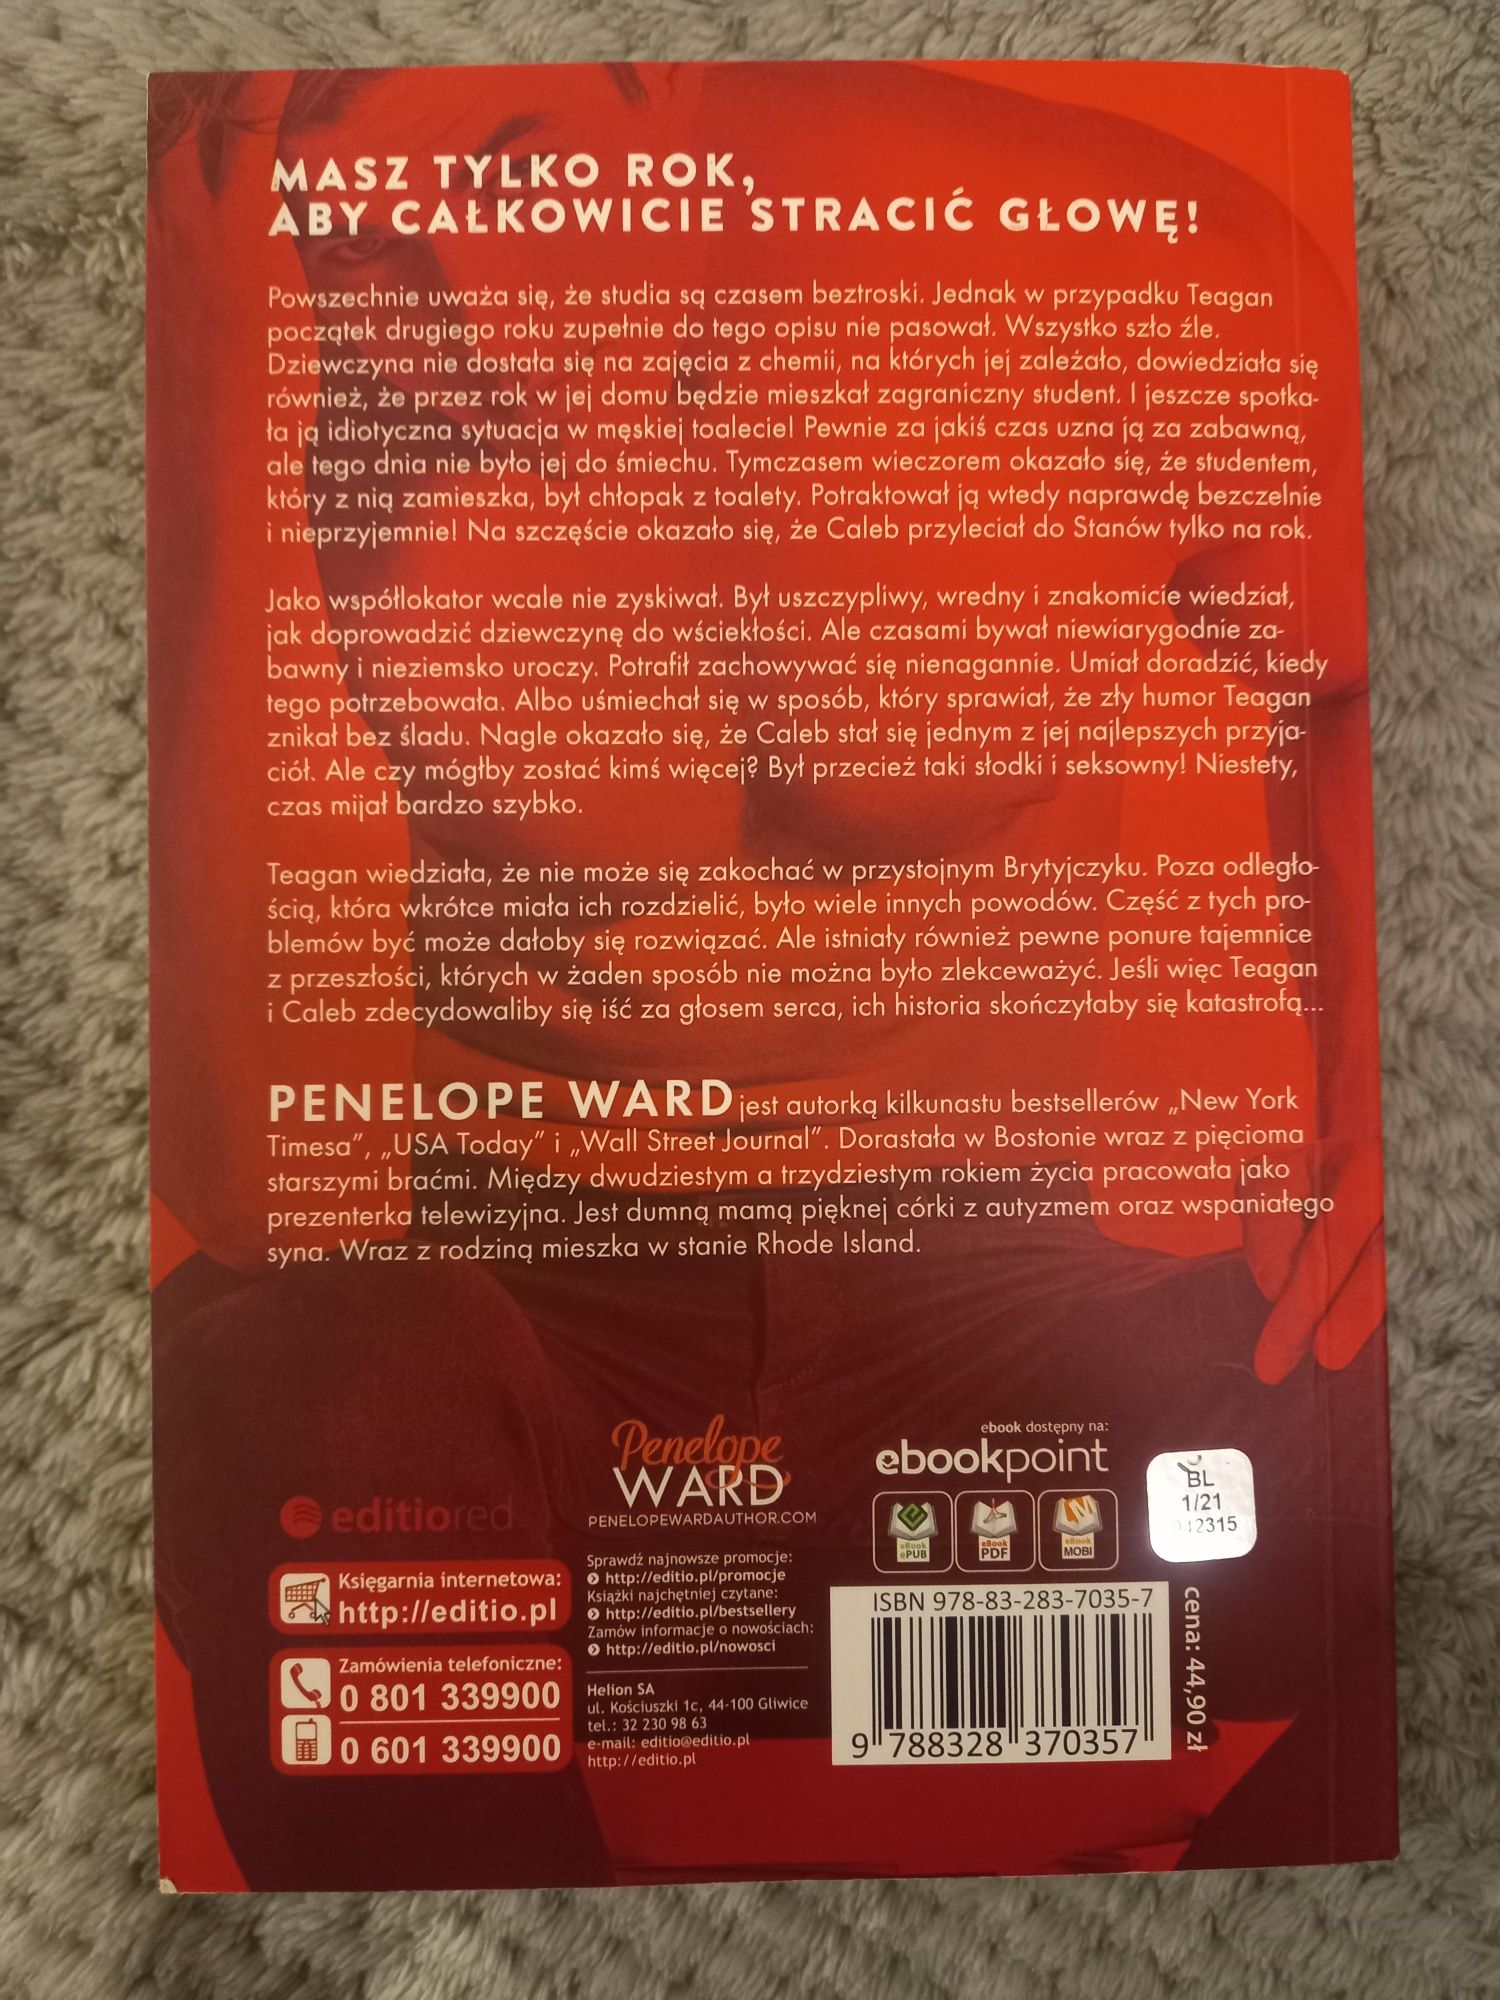 MASZ TYLKO ROK,
ABY CAŁKOWICIE STRACIĆ GŁOWĘ!
Powszechnie uważa się, że studia są czasem beztroski. Jednak w przypadku Teagan
początek drugiego roku zupełnie do tego opisu nie pasował. Wszystko szło źle.
Dziewczyna nie dostała się na zajęcia z chemii, na których jej zależało, dowiedziała się
również, że przez rok w jej domu będzie mieszkał zagraniczny student. I jeszcze spotka-
ła ją idiotyczna sytuacja w męskiej toalecie! Pewnie za jakiś czas uzna ją za zabawną,
ale tego dnia nie było jej do śmiechu. Tymczasem wieczorem okazało się, że studentem,
który z nią zamieszka, był chłopak z toalety. Potraktował ją wtedy naprawdę bezczelnie
i nieprzyjemnie! Na szczęście okazało się, że Caleb przyleciał do Stanów tylko na rok.
Jako współlokator wcale nie zyskiwał. Był uszczypliwy, wredny i znakomicie wiedział,
jak doprowadzić dziewczynę do wściekłości. Ale czasami bywał niewiarygodnie za-
bawny i nieziemsko uroczy. Potrafił zachowywać się nienagannie. Umiał doradzić, kiedy
tego potrzebowała. Albo uśmiechał się w sposób, który sprawiał, że zły humor Teagan
znikał bez śladu. Nagle okazało się, że Caleb stał się jednym z jej najlepszych przyja-
ciół. Ale czy mógłby zostać kimś więcej? Był przecież taki słodki i seksowny! Niestety,
czas mijał bardzo szybko.
Teagan wiedziała, że nie może się zakochać w przystojnym Brytyjczyku. Poza odległo-
ścią, która wkrótce miała ich rozdzielić, było wiele innych powodów. Część z tych pro-
blemów być może dałoby się rozwiązać. Ale istniały również pewne ponure tajemnice
z przeszłości, których w żaden sposób nie można było zlekceważyć. Jeśli więc Teagan
i Caleb zdecydowaliby się iść za głosem serca, ich historia skończyłaby się katastrofą...
PENELOPE WARD jest autorką kilkunastu bestsellerów „New York
Timesa”, „USA Today” i „Wall Street Journal”. Dorastała w Bostonie wraz z pięcioma
starszymi braćmi. Między dwudziestym a trzydziestym rokiem życia pracowała jako
prezenterka telewizyjna. Jest dumną mamą pięknej córki z autyzmem oraz wspaniałego
syna. Wraz z rodziną mieszka w stanie Rhode Island.
editiored
Księgarnia internetowa:
http://editio.pl
Zamówienia telefoniczne:
0 801 339900
0 601 339900
Penelope
WARD
PENELOPEWARDAUTHOR.COM
Sprawdź najnowsze promocje:
http://editio.pl/promocje
Książki najchętniej czytane:
http://editio.pl/bestsellery
Zamów informacje o nowościach:
http://editio.pl/nowosci
Helion SA
ul. Kościuszki 1c, 44-100 Gliwice
tel.: 32 230 98 63
e-mail: editio@editio.pl
http://editio.pl
ebook dostępny na:
ebookpoint
eBook
ePUB
eBook
PDF
eBook
MOBI
BL
1/21
ISBN 978-83-283-7035-7
9 788328 370357
cena: 44,90 zł